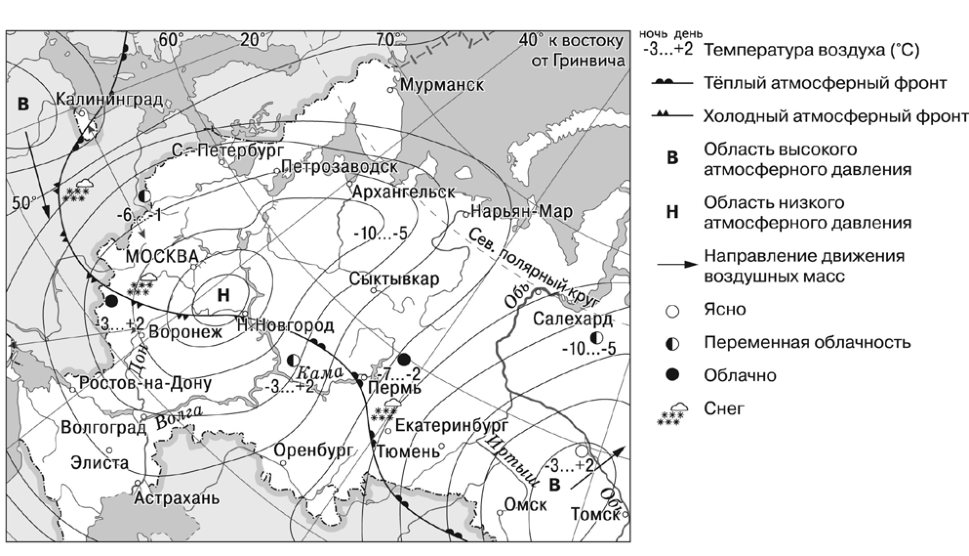 60° 20° 70° 40° к востоку
от Гринвича
В
Калининград
Мурманск
С.-Петербург
Петрозаводск
Архангельск
50°
-6...-1
Нарьян-Мар
-10...-5
МОСКВА
Сев. полярный круг
Сыктывкар
Н
Обь
-3...+2
Воронеж
Н.Новгород
Салехард
-10...-5
Дон
Кама
-3...+2
-7...-2
Пермь
Ростов-на-Дону
Волга
Волгоград
Екатеринбург
Элиста
Оренбург
Тюмень
Иртыш
-3...+2
В
Обь
Астрахань
Омск
Томск
ночь день
-3...+2 Температура воздуха (°С)
Тёплый атмосферный фронт
Холодный атмосферный фронт
В Область высокого
атмосферного давления
Н Область низкого
атмосферного давления
Направление движения
воздушных масс
Ясно
Переменная облачность
Облачно
Снег